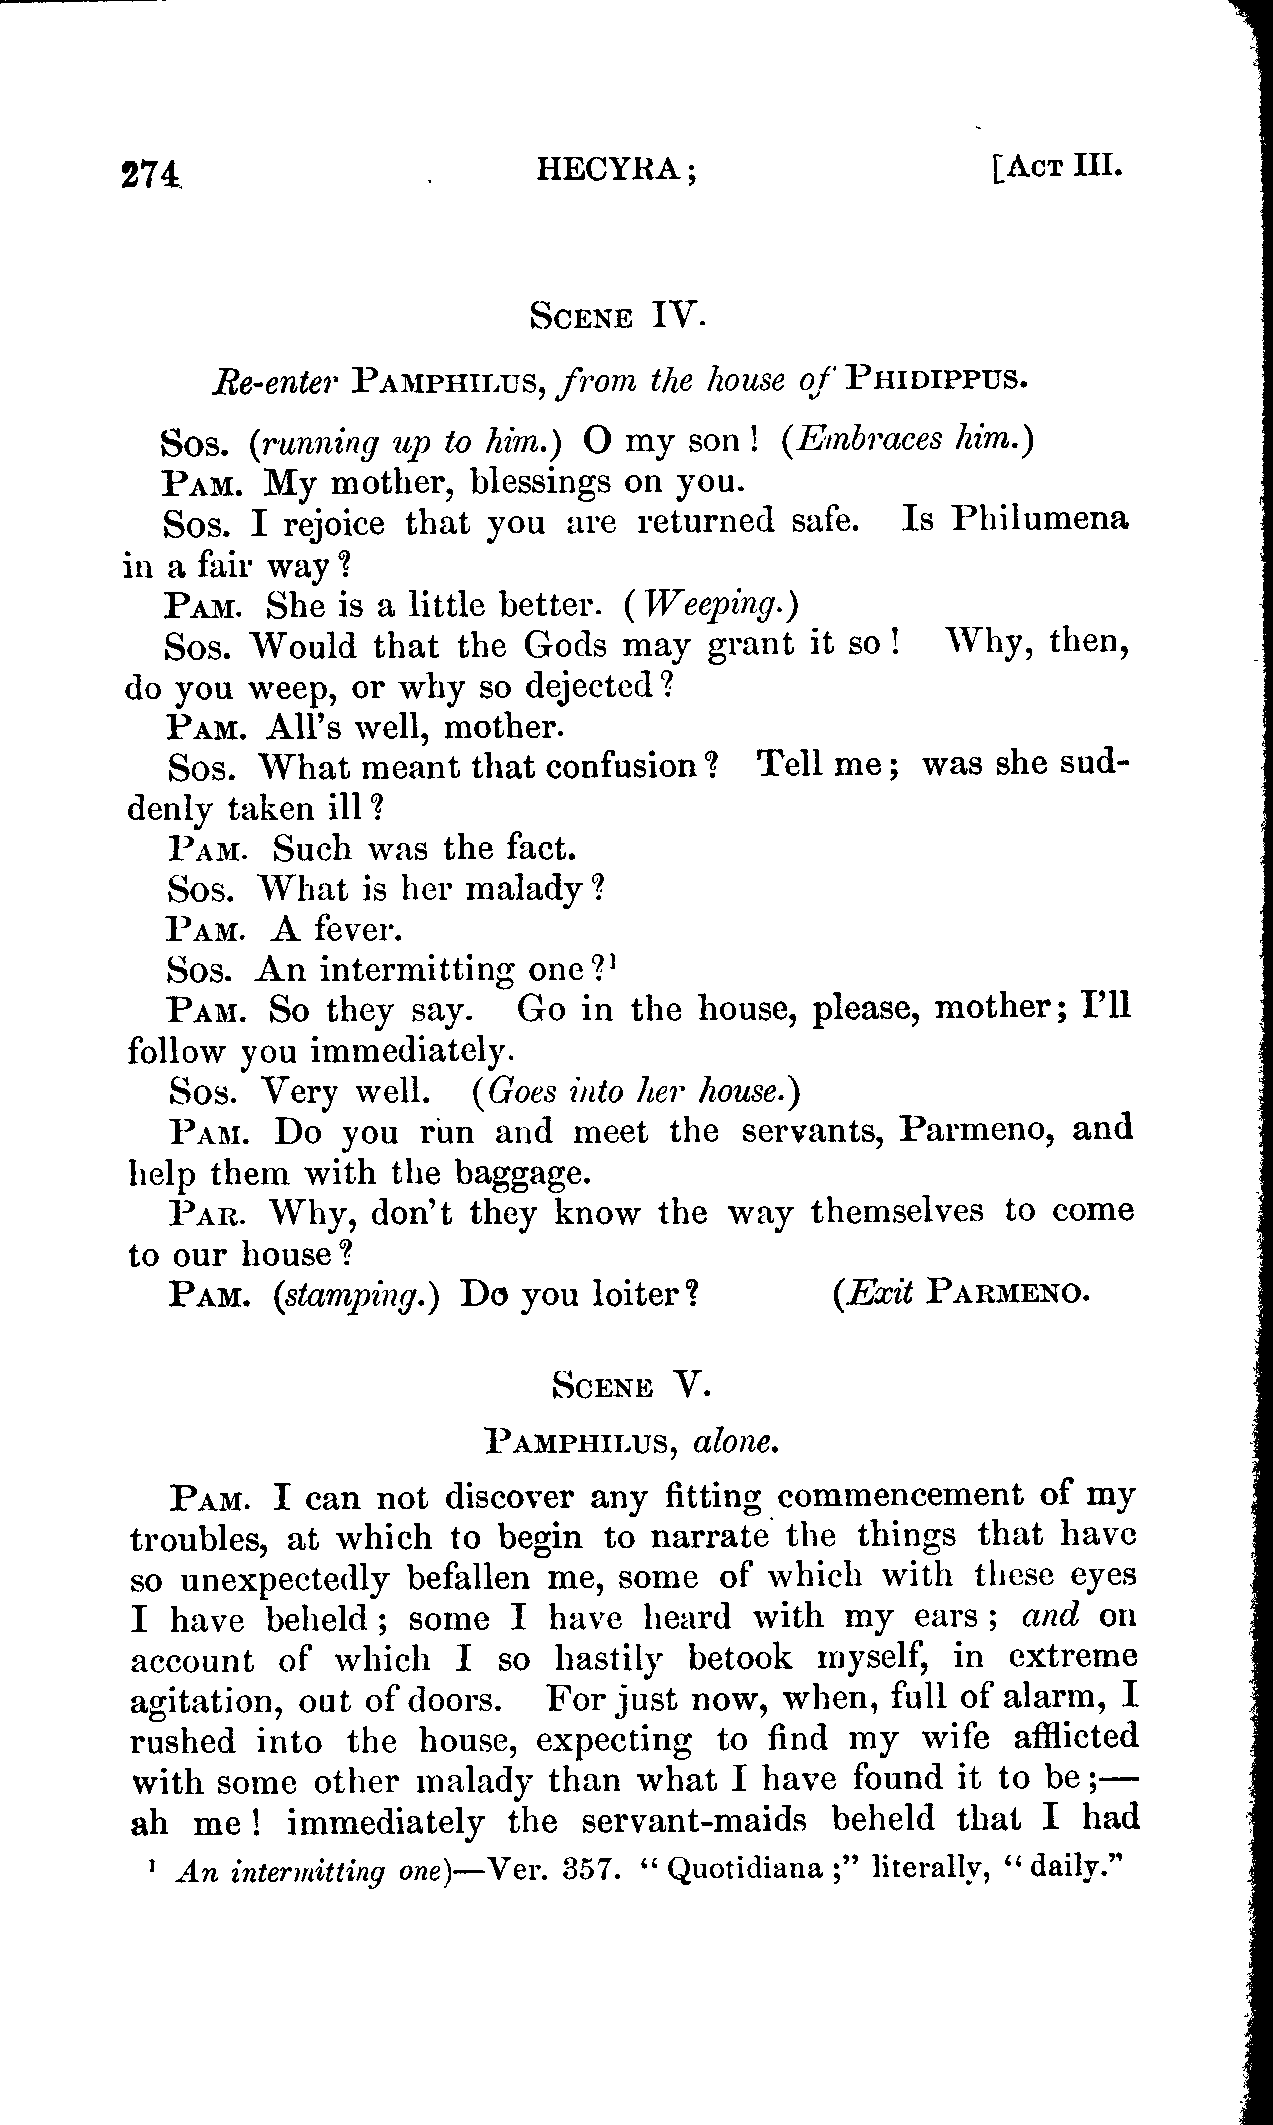 274 HECYRA; [ACT III.
SCENE IV.
Re-enter PAMPHILUS, from the house of PHIDIPPUS.
SOS. (running up to him.) O my son! (Embraces him.)
PAM. My mother, blessings on you.
SOS. I rejoice that you are returned safe. Is Philumena
in a fair way?
PAM. She is a little better. (Weeping.)
SOS. Would that the Gods may grant it so! Why, then,
do you weep, or why so dejected?
PAM. All's well, mother.
SOS. What meant that confusion? Tell me; was she sud-
denly taken ill?
PAM. Such was the fact.
SOS. What is her malady?
PAM. A fever.
SOS. An intermitting one?¹
PAM. So they say. Go in the house, please, mother; I'll
follow you immediately.
SOS. Very well. (Goes into her house.)
PAM. Do you run and meet the servants, Parmeno, and
help them with the baggage.
PAR. Why, don't they know the way themselves to come
to our house?
PAM. (stamping.) Do you loiter? (Exit PARMENO.
SCENE V.
PAMPHILUS, alone.
PAM. I can not discover any fitting commencement of my
troubles, at which to begin to narrate the things that have
so unexpectedly befallen me, some of which with these eyes
I have beheld; some I have heard with my ears; and on
account of which I so hastily betook myself, in extreme
agitation, out of doors. For just now, when, full of alarm, I
rushed into the house, expecting to find my wife afflicted
with some other malady than what I have found it to be;—
ah me! immediately the servant-maids beheld that I had
¹ An intermitting one)—Ver. 357. "Quotidiana;" literally, "daily."